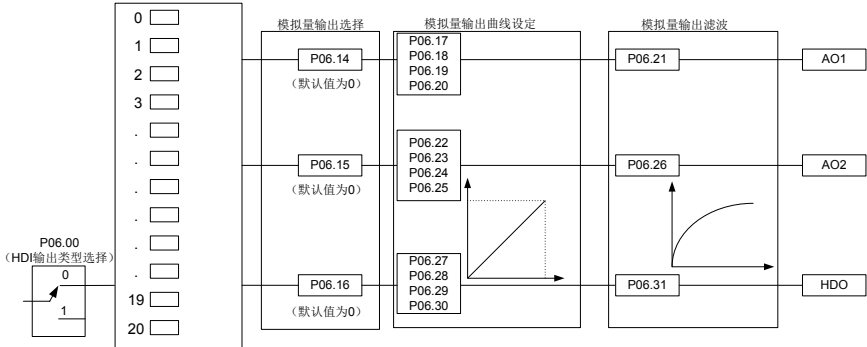 模拟量输出选择
模拟量输出曲线设定
模拟量输出滤波
0
1
2
3
.
.
.
.
.
.
19
20
P06.00
（HDI输出类型选择）
0
1
P06.14
（默认值为0）
P06.17
P06.18
P06.19
P06.20
P06.21
AO1
P06.15
（默认值为0）
P06.22
P06.23
P06.24
P06.25
P06.26
AO2
P06.16
（默认值为0）
P06.27
P06.28
P06.29
P06.30
P06.31
HDO